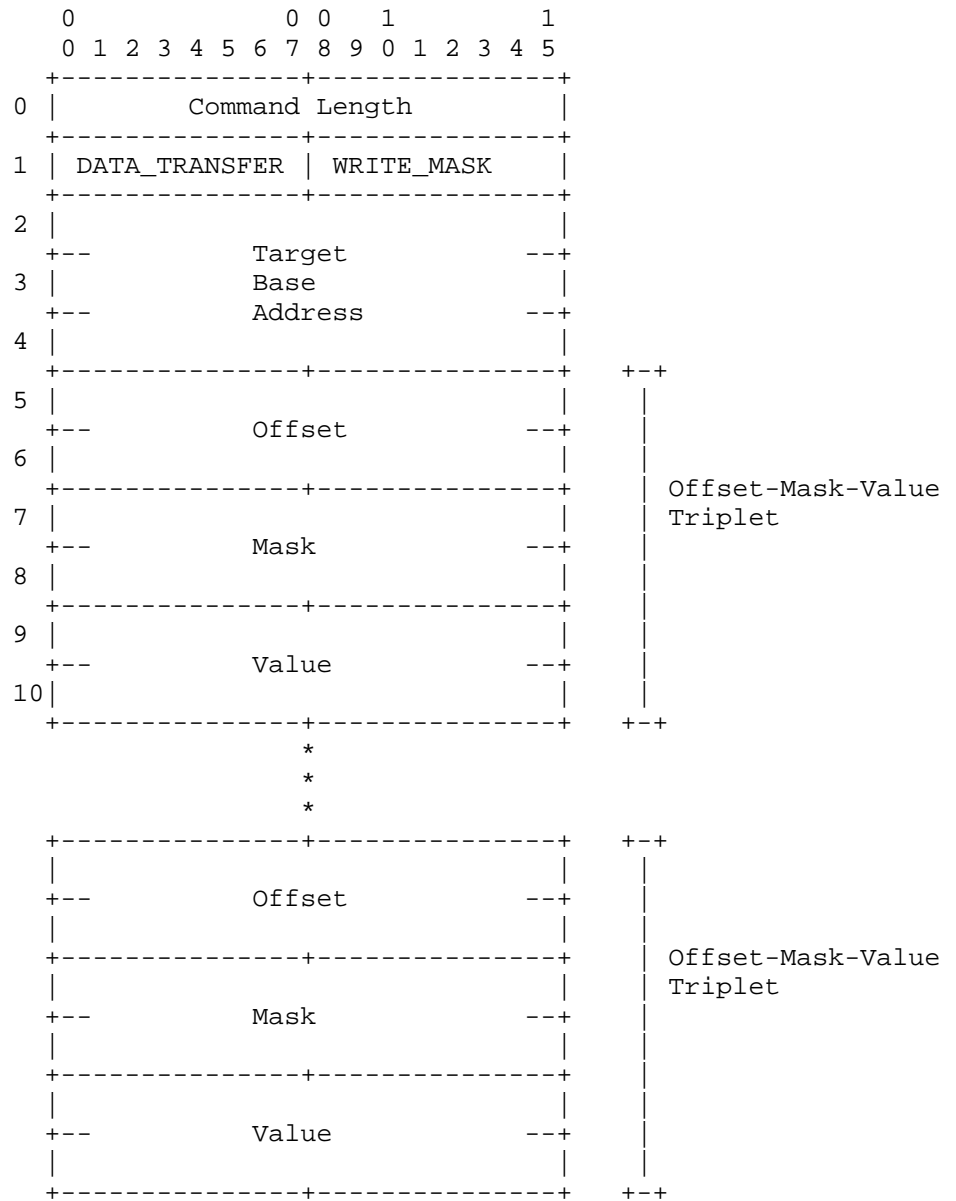 0             0 0   1         1
     0 1 2 3 4 5 6 7 8 9 0 1 2 3 4 5
    +---------------+---------------+
0   |        Command Length         |
    +---------------+---------------+
1   | DATA_TRANSFER |  WRITE_MASK   |
    +---------------+---------------+
2   |                               |
    +--          Target           --+
3   |            Base               |
    +--          Address          --+
4   |                               |
    +---------------+---------------+    +-+
5   |                               |      |
    +--          Offset           --+      |
6   |                               |      |
    +---------------+---------------+      | Offset-Mask-Value
7   |                               |      | Triplet
    +--          Mask             --+      |
8   |                               |      |
    +---------------+---------------+      |
9   |                               |      |
    +--          Value            --+      |
10|                               |      |
    +---------------+---------------+    +-+
                    *
                    *
                    *
    +---------------+---------------+    +-+
    |                               |      |
    +--          Offset           --+      |
    |                               |      |
    +---------------+---------------+      | Offset-Mask-Value
    |                               |      | Triplet
    +--          Mask             --+      |
    |                               |      |
    +---------------+---------------+      |
    |                               |      |
    +--          Value            --+      |
    |                               |      |
    +---------------+---------------+    +-+